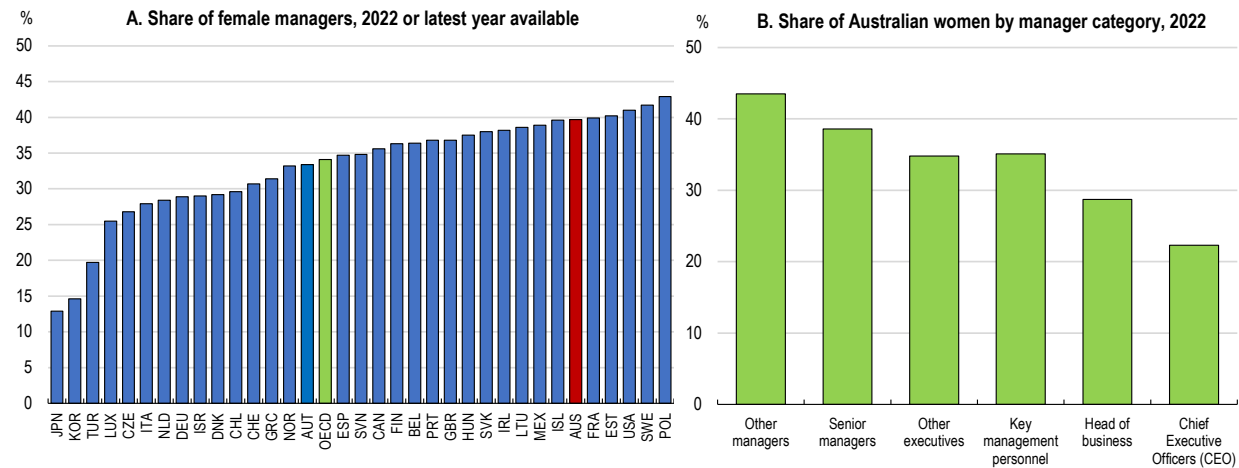 A. Share of female managers, 2022 or latest year available
%
50
45
40
35
30
25
20
15
10
5
0
JPN
KOR
TUR
LUX
CZE
ITA
NLD
DEU
ISR
DNK
CHL
CHE
GRC
NOR
AUT
OECD
ESP
SVN
CAN
FIN
BEL
PRT
GBR
HUN
SVK
IRL
LTU
MEX
ISL
AUS
FRA
EST
USA
SWE
POL
B. Share of Australian women by manager category, 2022
%
50
40
30
20
10
0
Other
managers
Senior
managers
Other
executives
Key
management
personnel
Head of
business
Chief
Executive
Officers (CEO)